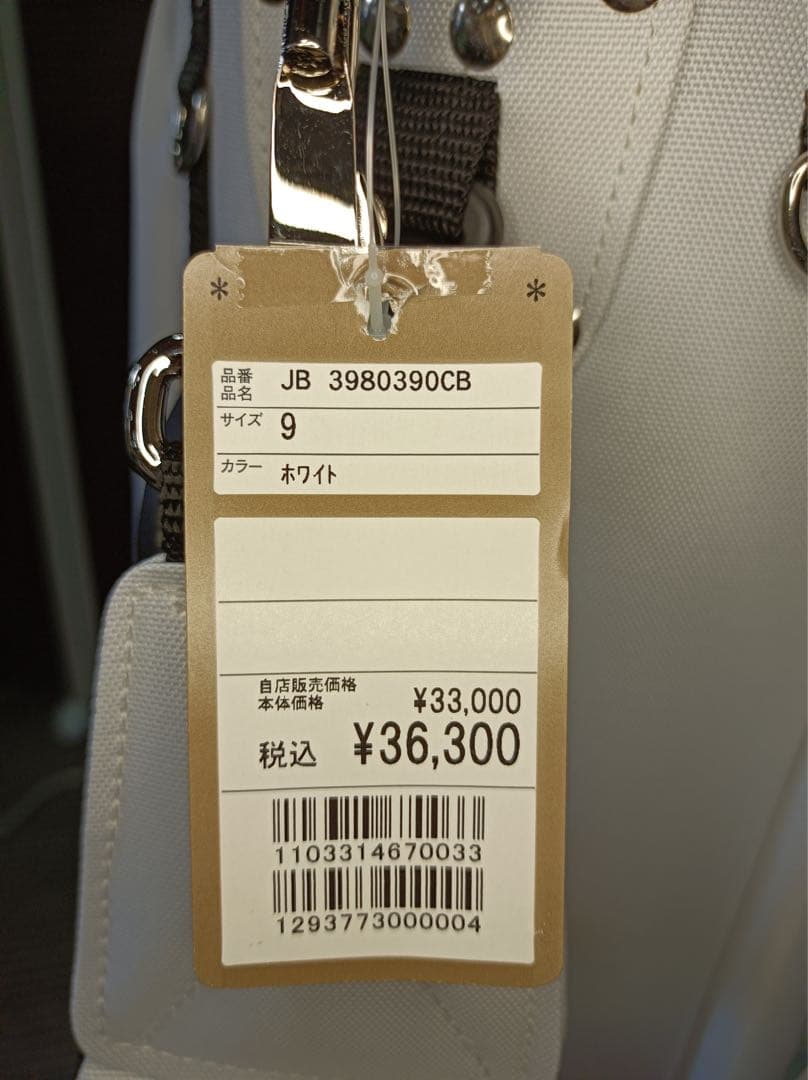 * *
品番 JB 3980390CB
品名
サイズ 9
カラー ホワイト
自店販売価格
本体価格 ¥33,000
税込 ¥36,300
1103314670033
1293773000004